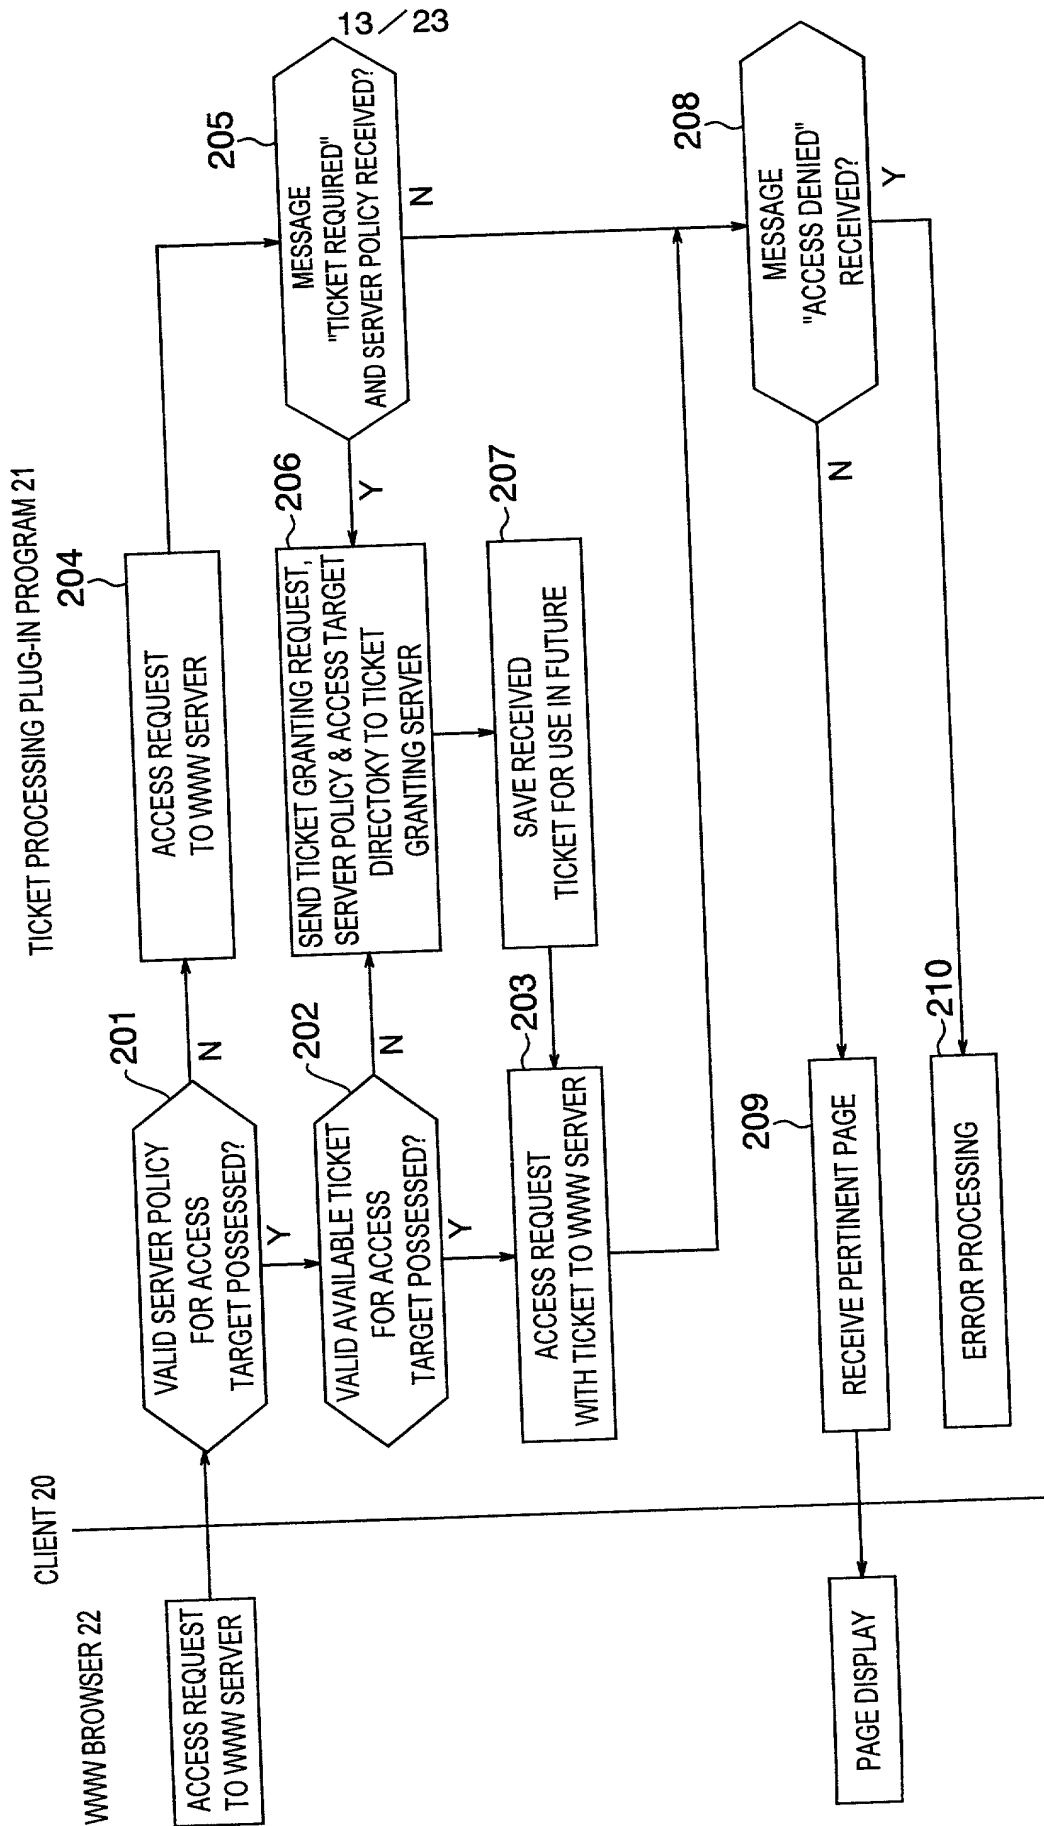 13 / 23
CLIENT 20
WWW BROWSER 22
TICKET PROCESSING PLUG-IN PROGRAM 21
ACCESS REQUEST
TO WWW SERVER
201
VALID SERVER POLICY
FOR ACCESS
TARGET POSSESSED?
N
Y
204
ACCESS REQUEST
TO WWW SERVER
205
MESSAGE
"TICKET REQUIRED"
AND SERVER POLICY RECEIVED?
N
Y
202
VALID AVAILABLE TICKET
FOR ACCESS
TARGET POSSESSED?
N
Y
206
SEND TICKET GRANTING REQUEST,
SERVER POLICY & ACCESS TARGET
DIRECTOKY TO TICKET
GRANTING SERVER
203
ACCESS REQUEST
WITH TICKET TO WWW SERVER
207
SAVE RECEIVED
TICKET FOR USE IN FUTURE
208
MESSAGE
"ACCESS DENIED"
RECEIVED?
Y
N
209
RECEIVE PERTINENT PAGE
PAGE DISPLAY
210
ERROR PROCESSING